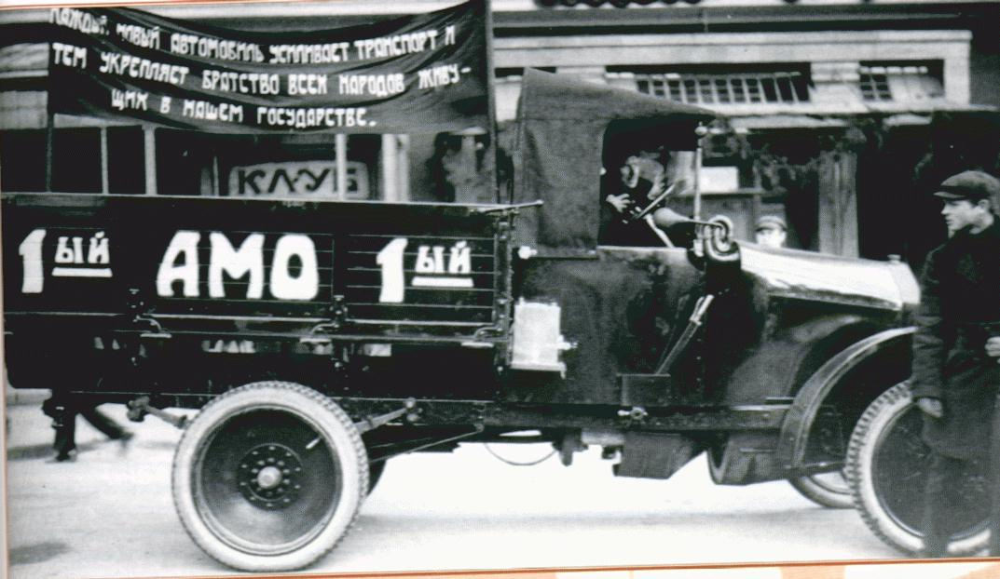 КАЖДЫЙ НОВЫЙ АВТОМОБИЛЬ УСИЛИВАЕТ ТРАНСПОРТ И
ТЕМ УКРЕПЛЯЕТ БРАТСТВО ВСЕХ НАРОДОВ ЖИВУ-
ЩИХ В НАШЕМ ГОСУДАРСТВЕ.
КЛУБ
1ЫЙ АМО 1ЫЙ